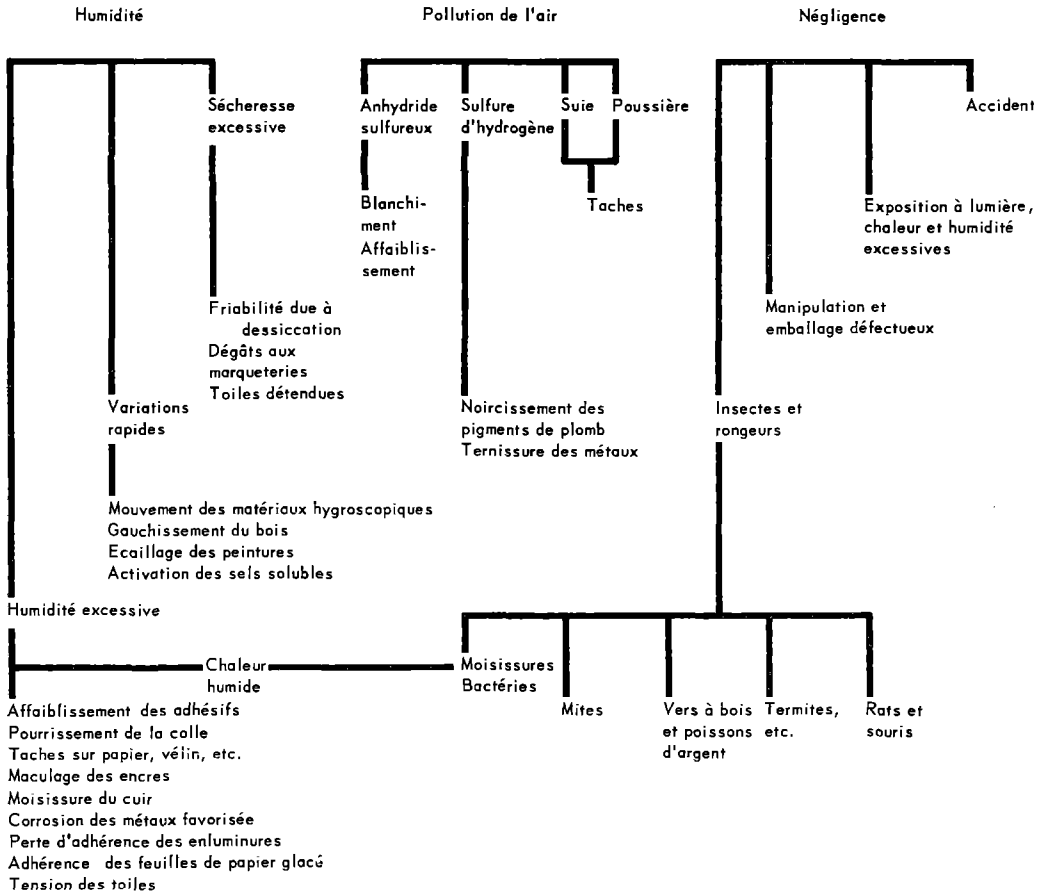 Humidité
Pollution de l'air
Négligence
Sécheresse
excessive
Anhydride
sulfureux
Sulfure
d'hydrogène
Suie
Poussière
Accident
Blanchi-
ment
Affaiblis-
sement
Taches
Exposition à lumière,
chaleur et humidité
excessives
Friabilité due à
dessiccation
Dégâts aux
marqueteries
Toiles détendues
Manipulation et
emballage défectueux
Variations
rapides
Noircissement des
pigments de plomb
Ternissure des métaux
Insectes et
rongeurs
Mouvement des matériaux hygroscopiques
Gauchissement du bois
Ecaillage des peintures
Activation des sels solubles
Humidité excessive
Chaleur
humide
Moisissures
Bactéries
Mites
Vers à bois
et poissons
d'argent
Termites,
etc.
Rats et
souris
Affaiblissement des adhésifs
Pourrissement de la colle
Taches sur papier, vélin, etc.
Maculage des encres
Moisissure du cuir
Corrosion des métaux favorisée
Perte d'adhérence des enluminures
Adhérence des feuilles de papier glacé
Tension des toiles